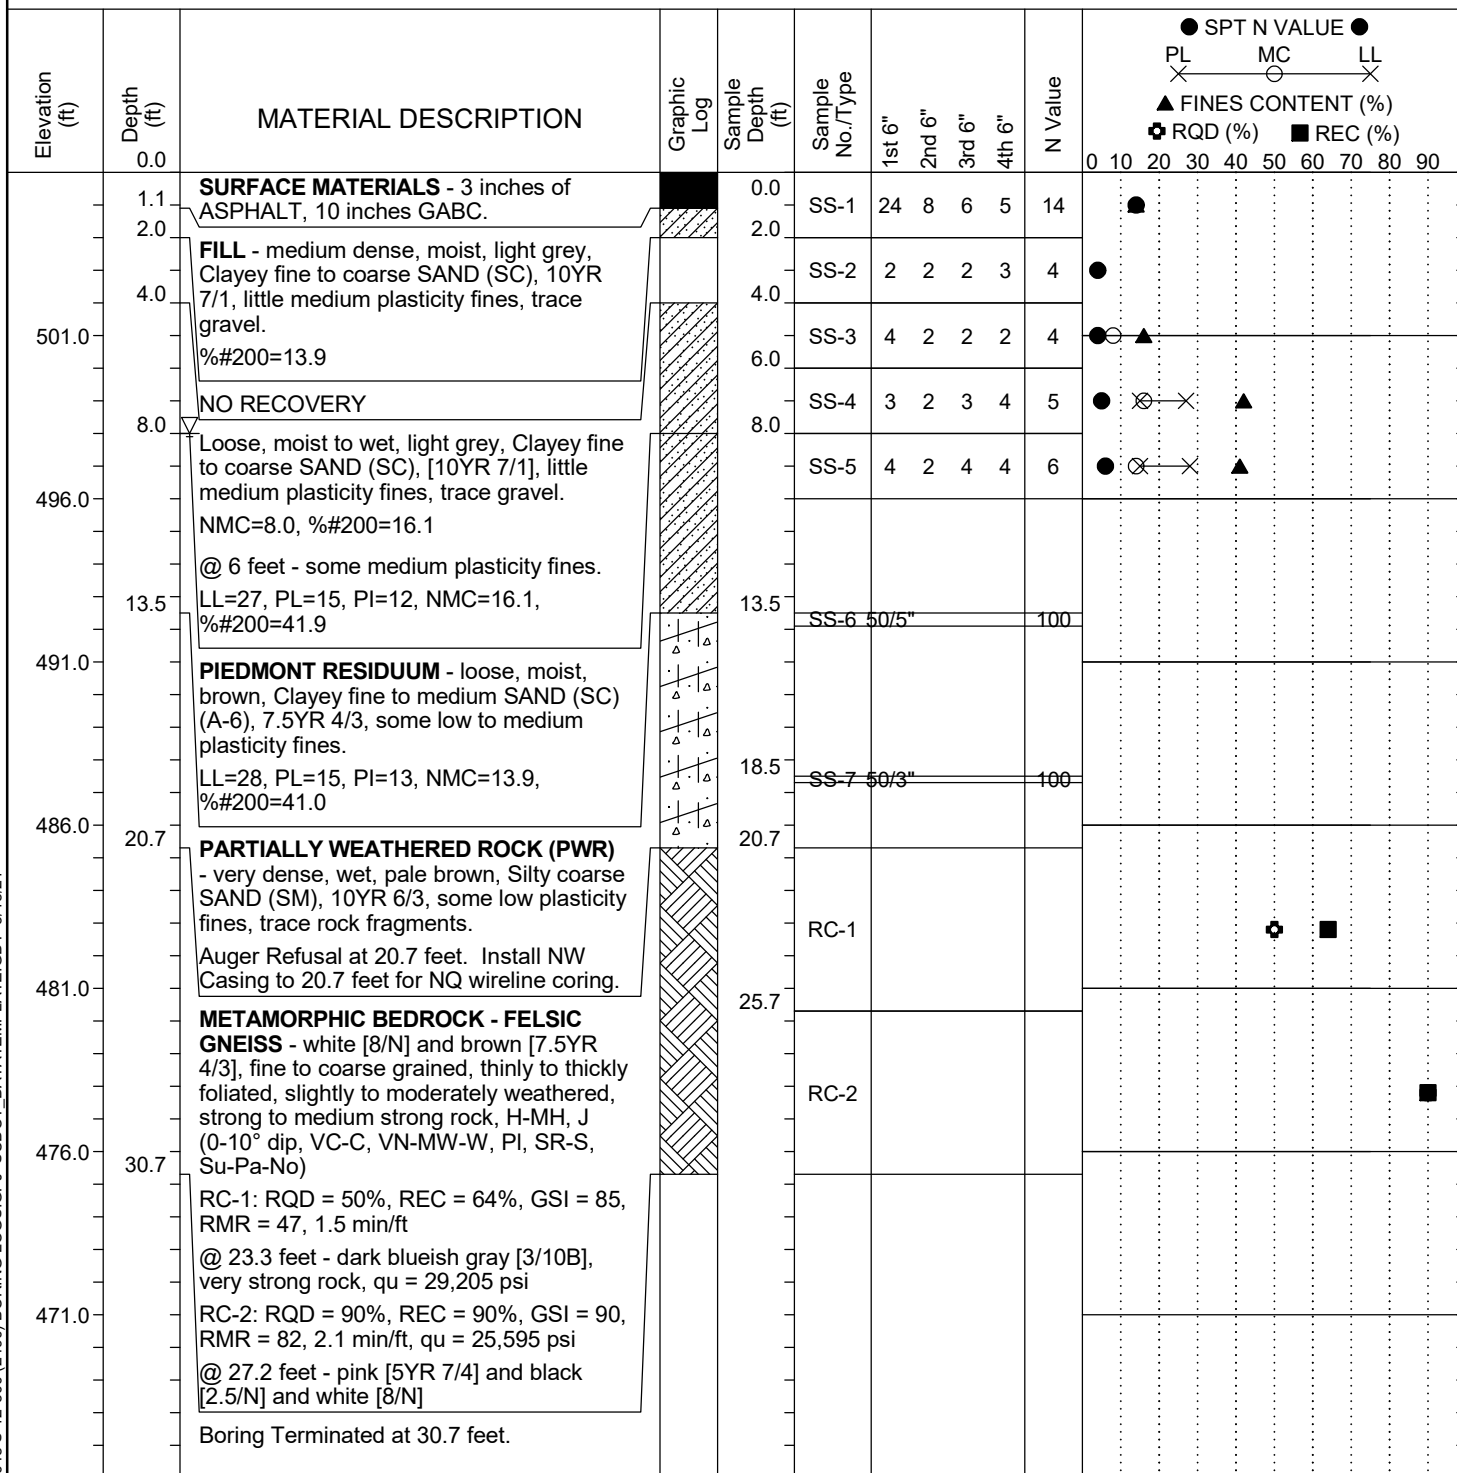 Elevation (ft)
Depth (ft)
0.0
MATERIAL DESCRIPTION
Graphic Log
Sample Depth (ft)
Sample No./Type
1st 6"
2nd 6"
3rd 6"
4th 6"
N Value
● SPT N VALUE ●
PL MC LL
▲ FINES CONTENT (%)
RQD (%) ■ REC (%)
0 10 20 30 40 50 60 70 80 90
SURFACE MATERIALS - 3 inches of
ASPHALT, 10 inches GABC.
1.1
2.0
0.0
2.0
SS-1 24 8 6 5 14
FILL - medium dense, moist, light grey,
Clayey fine to coarse SAND (SC), 10YR
7/1, little medium plasticity fines, trace
gravel.
%#200=13.9
4.0
4.0
SS-2 2 2 2 3 4
501.0
6.0
SS-3 4 2 2 2 4
NO RECOVERY
8.0
8.0
SS-4 3 2 3 4 5
Loose, moist to wet, light grey, Clayey fine
to coarse SAND (SC), [10YR 7/1], little
medium plasticity fines, trace gravel.
SS-5 4 2 4 4 6
496.0
NMC=8.0, %#200=16.1
@ 6 feet - some medium plasticity fines.
LL=27, PL=15, PI=12, NMC=16.1,
%#200=41.9
13.5
13.5
SS-6 50/5" 100
491.0
PIEDMONT RESIDUUM - loose, moist,
brown, Clayey fine to medium SAND (SC)
(A-6), 7.5YR 4/3, some low to medium
plasticity fines.
LL=28, PL=15, PI=13, NMC=13.9,
%#200=41.0
18.5
SS-7 50/3" 100
486.0
20.7
20.7
PARTIALLY WEATHERED ROCK (PWR)
- very dense, wet, pale brown, Silty coarse
SAND (SM), 10YR 6/3, some low plasticity
fines, trace rock fragments.
RC-1
Auger Refusal at 20.7 feet. Install NW
Casing to 20.7 feet for NQ wireline coring.
481.0
25.7
METAMORPHIC BEDROCK - FELSIC
GNEISS - white [8/N] and brown [7.5YR
4/3], fine to coarse grained, thinly to thickly
foliated, slightly to moderately weathered,
strong to medium strong rock, H-MH, J
(0-10° dip, VC-C, VN-MW-W, PI, SR-S,
Su-Pa-No)
RC-2
476.0
30.7
RC-1: RQD = 50%, REC = 64%, GSI = 85,
RMR = 47, 1.5 min/ft
@ 23.3 feet - dark blueish gray [3/10B],
very strong rock, qu = 29,205 psi
RC-2: RQD = 90%, REC = 90%, GSI = 90,
RMR = 82, 2.1 min/ft, qu = 25,595 psi
471.0
@ 27.2 feet - pink [5YR 7/4] and black
[2.5/N] and white [8/N]
Boring Terminated at 30.7 feet.